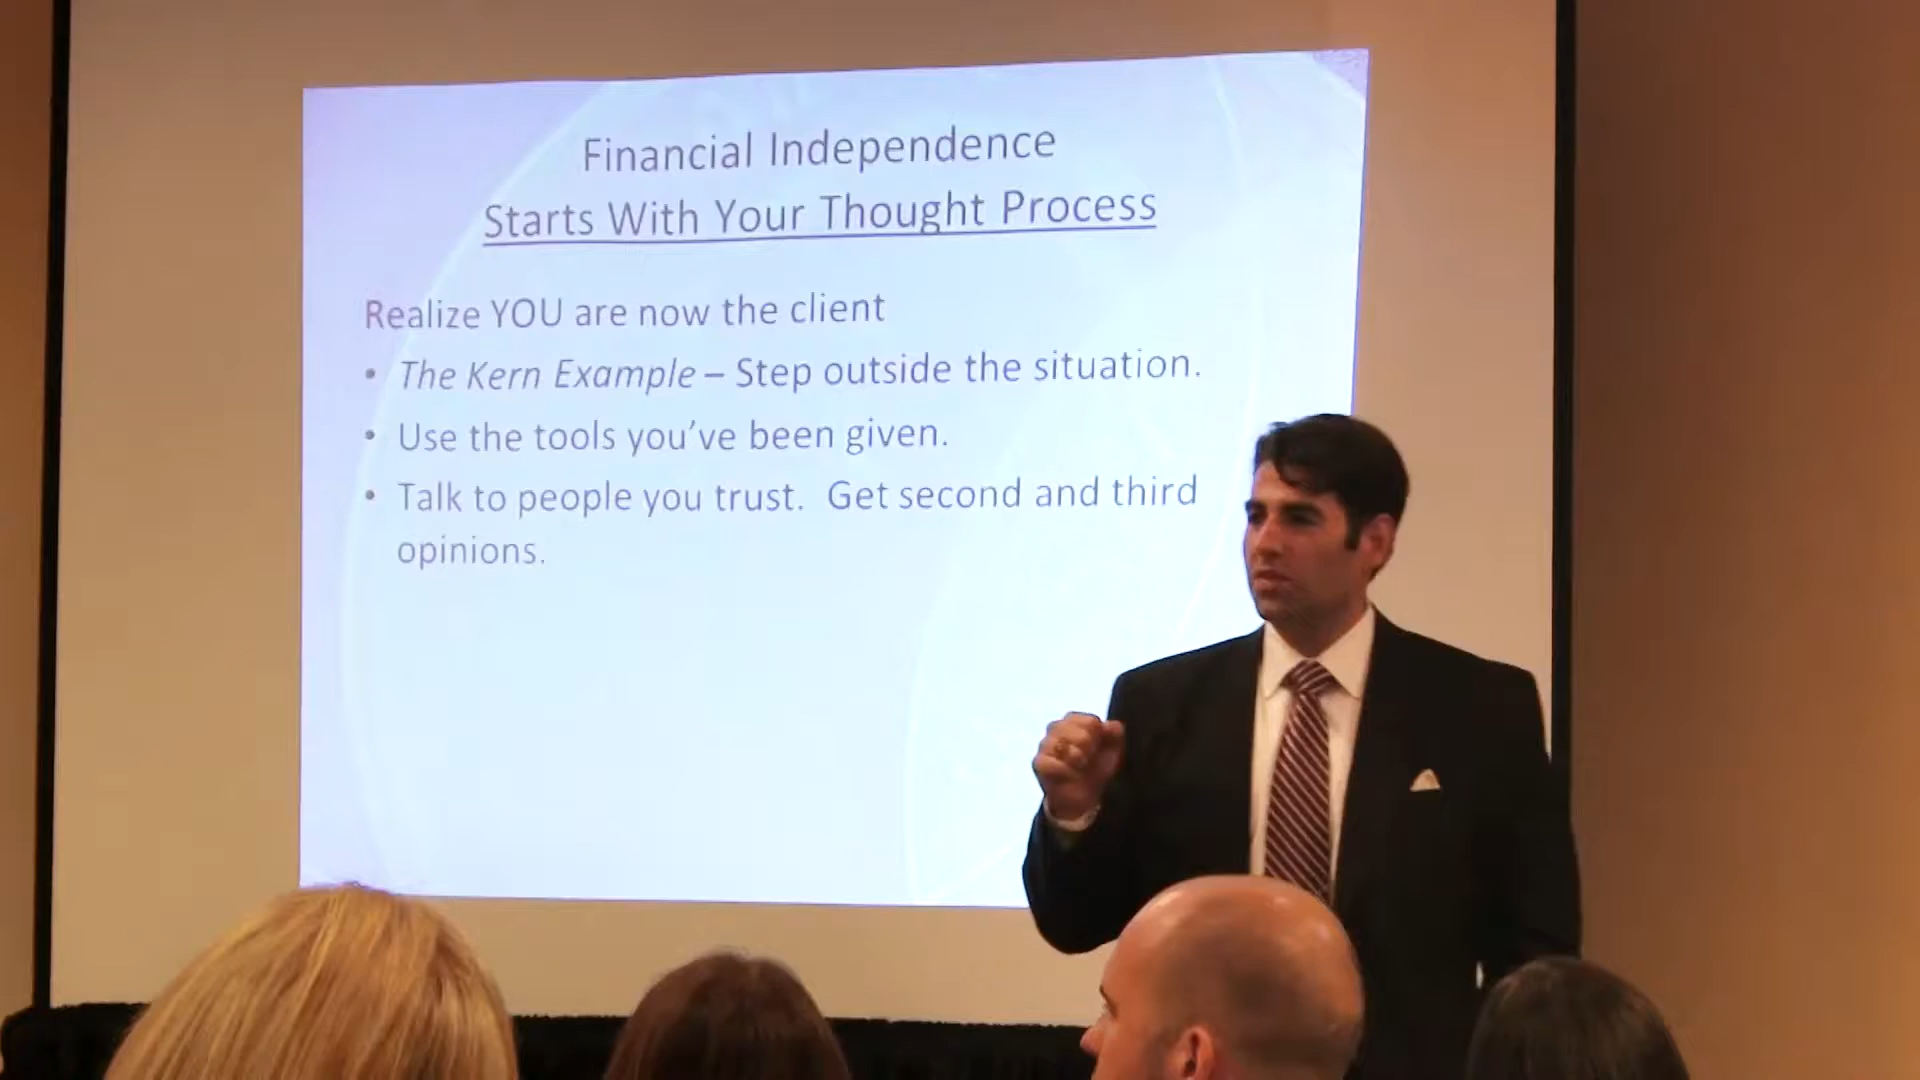 Financial Independence
Starts With Your Thought Process
Realize YOU are now the client
• The Kern Example – Step outside the situation.
• Use the tools you’ve been given.
• Talk to people you trust.  Get second and third
opinions.